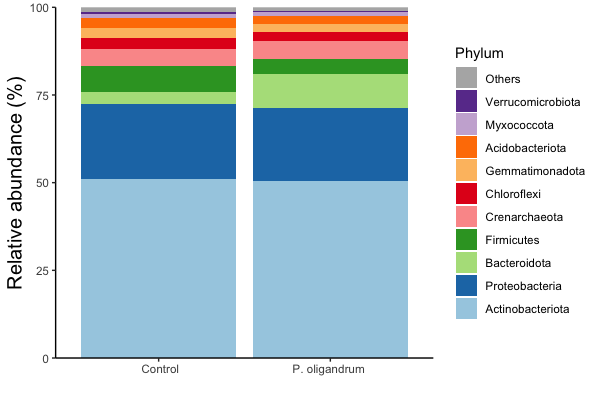 Relative abundance (%)
100
75
50
25
0
Control
P. oligandrum
Phylum
Others
Verrucomicrobiota
Myxococcota
Acidobacteriota
Gemmatimonadota
Chloroflexi
Crenarchaeota
Firmicutes
Bacteroidota
Proteobacteria
Actinobacteriota